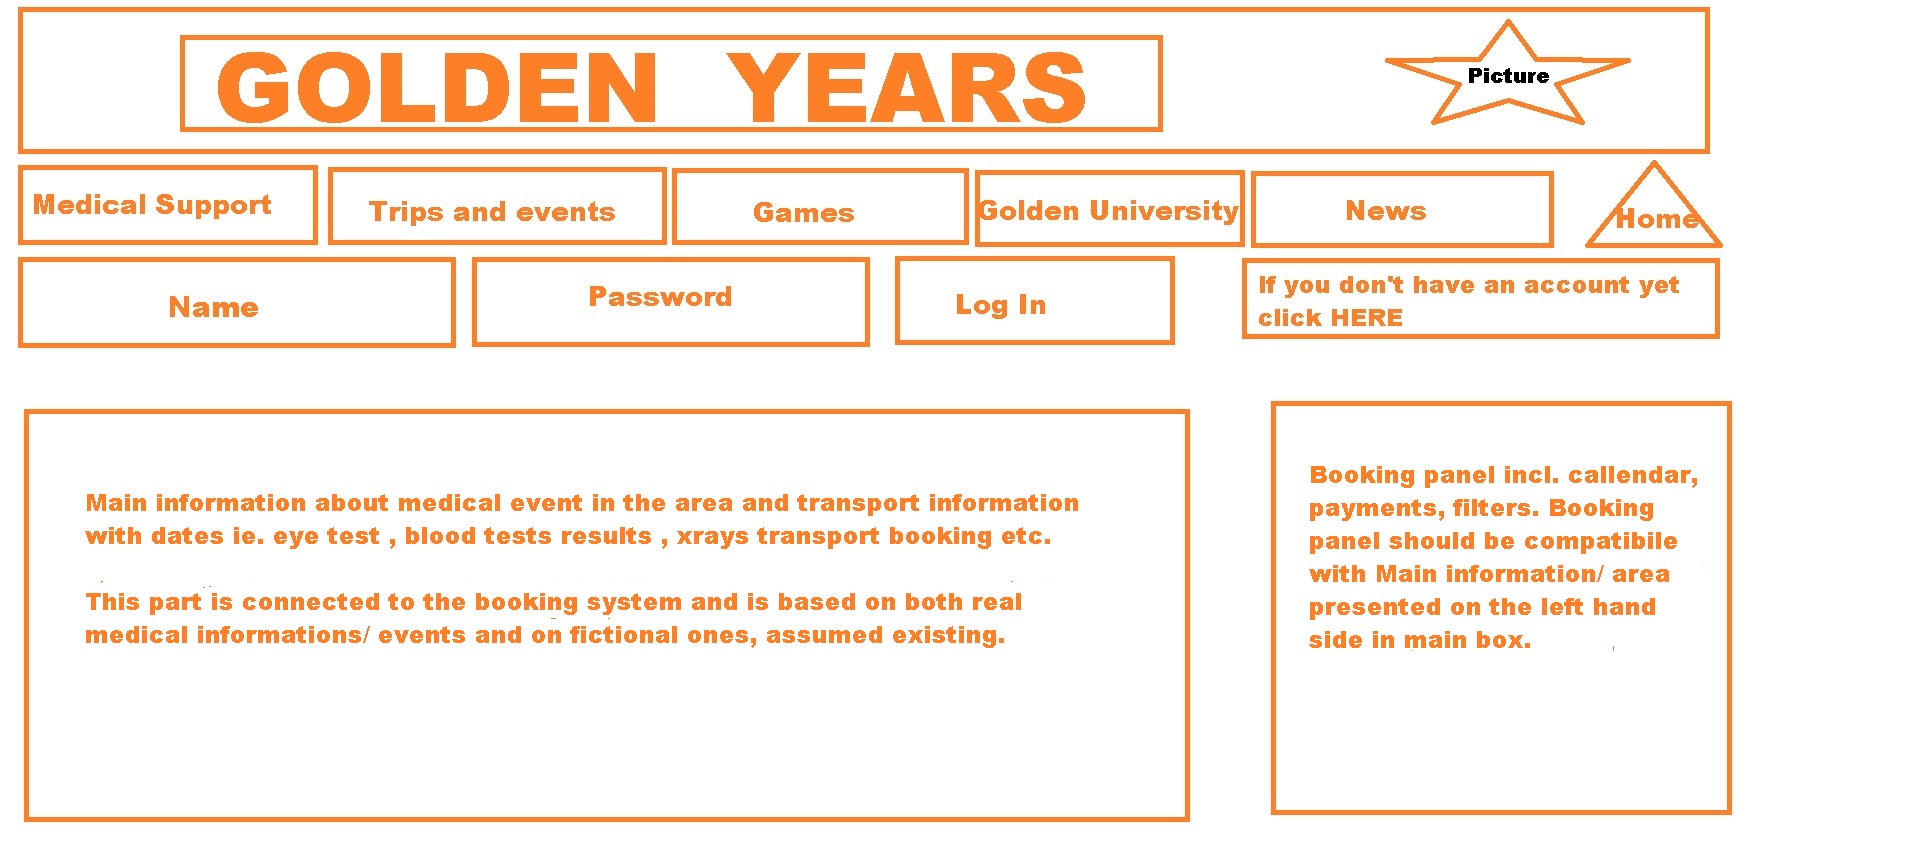 GOLDEN YEARS
Picture
Medical Support
Trips and events
Games
Golden University
News
Home
Name
Password
Log In
If you don't have an account yet
click HERE
Main information about medical event in the area and transport information
with dates ie. eye test , blood tests results , xrays transport booking etc.
This part is connected to the booking system and is based on both real
medical informations/ events and on fictional ones, assumed existing.
Booking panel incl. callendar,
payments, filters. Booking
panel should be compatibile
with Main information/ area
presented on the left hand
side in main box.